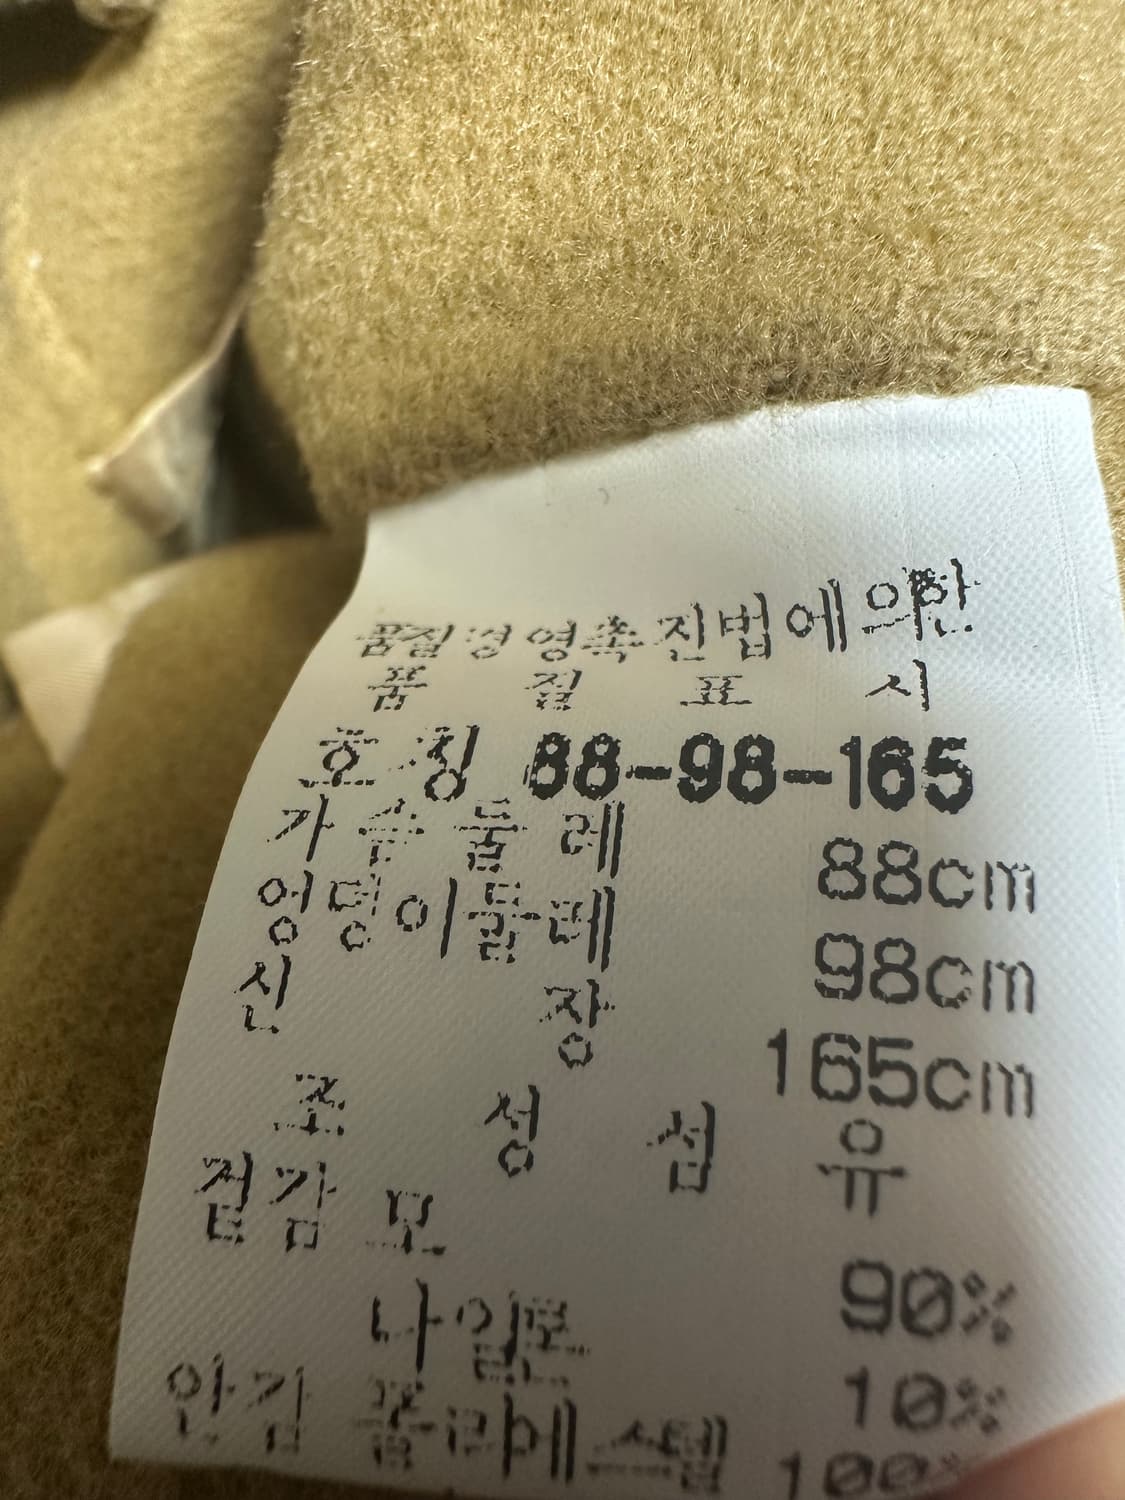 품질경영촉진법에의한
품 질 표 시
호칭 88-98-165
가슴둘레 88cm
엉덩이둘레 98cm
신 장 165cm
조 성 섬 유
겉감 모 90%
나일론 10%
안감 폴리에스텔 100%